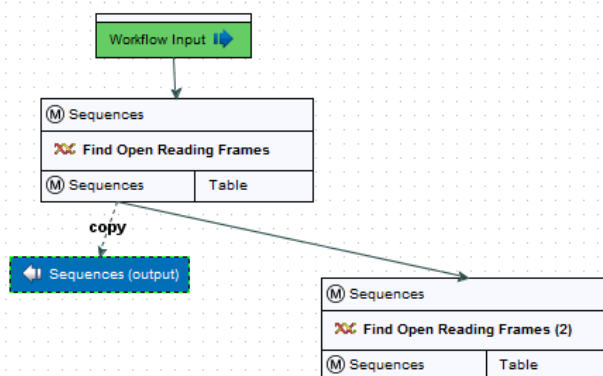 Workflow Input
M Sequences
Find Open Reading Frames
M Sequences Table
copy
Sequences (output)
M Sequences
Find Open Reading Frames (2)
M Sequences Table